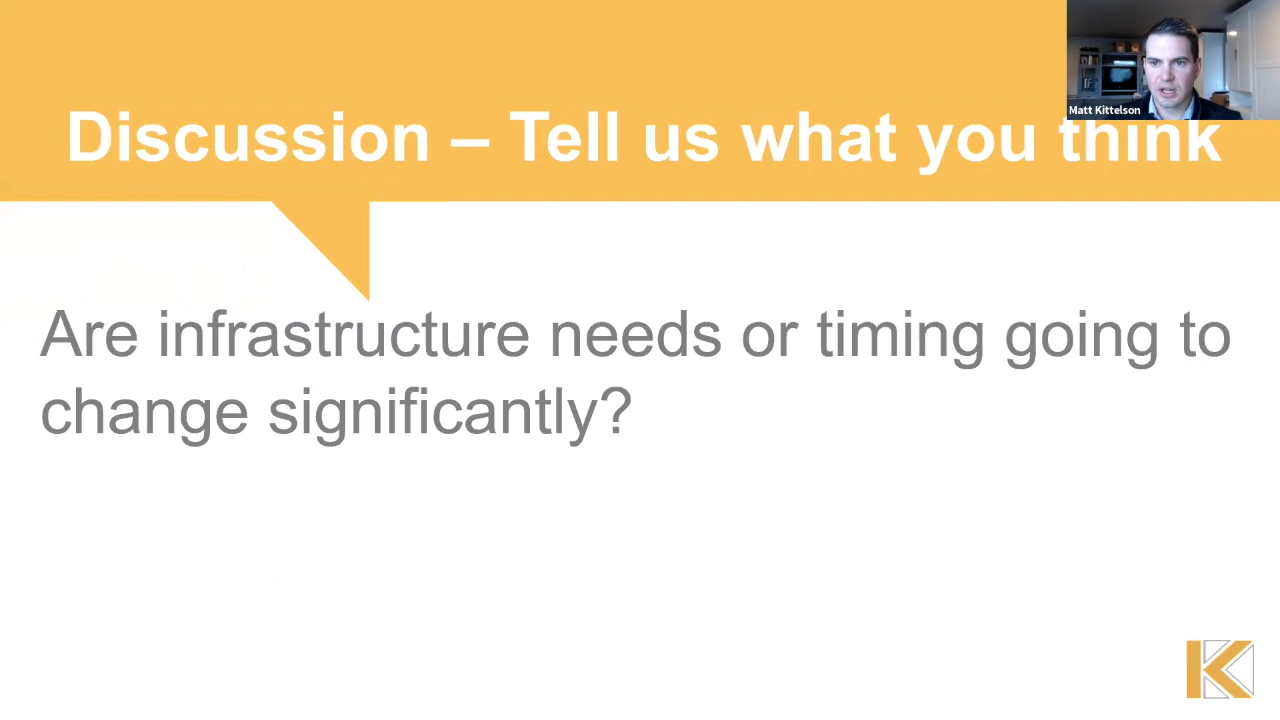 Matt Kittelson
Discussion – Tell us what you think
Are infrastructure needs or timing going to
change significantly?
K